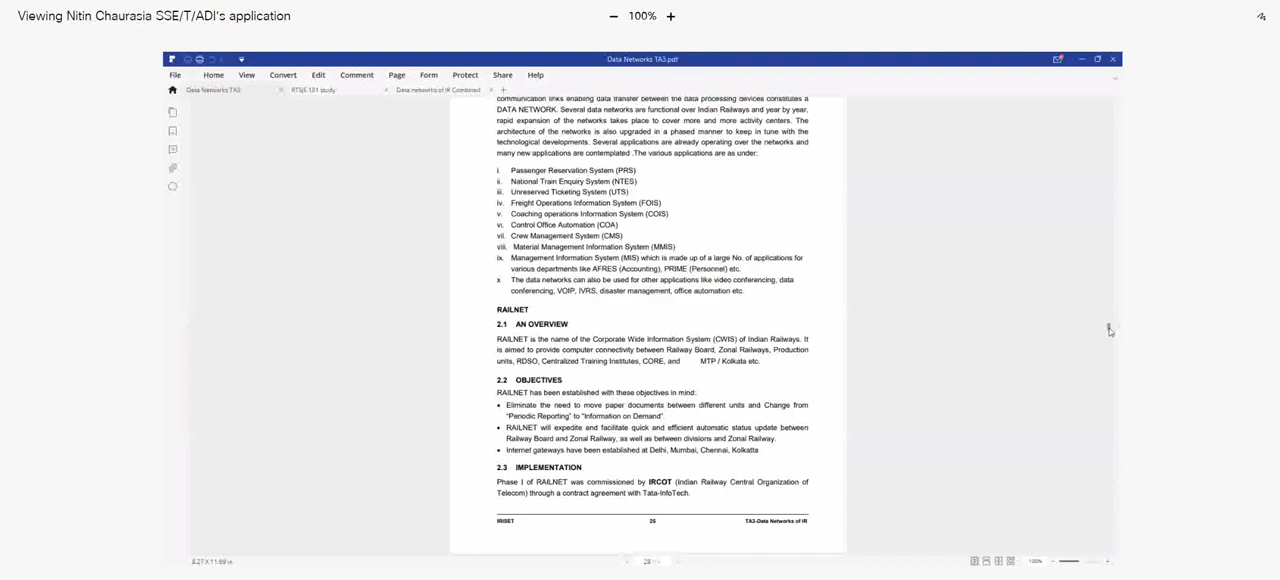 Viewing Nitin Chaurasia SSE/T/ADI's application
100%
Data Networks TA3.pdf
File Home View Convert Edit Comment Page Form Protect Share Help
Data Networks TA3 RTSJE 181 study Data networks of IR Combined
communication links enabling data transfer between the data processing devices constitutes a
DATA NETWORK. Several data networks are functional over Indian Railways and year by year,
rapid expansion of the networks takes place to cover more and more activity centers. The
architecture of the networks is also upgraded in a phased manner to keep in tune with the
technological developments. Several applications are already operating over the networks and
many new applications are contemplated .The various applications are as under:
i. Passenger Reservation System (PRS)
ii. National Train Enquiry System (NTES)
iii. Unreserved Ticketing System (UTS)
iv. Freight Operations Information System (FOIS)
v. Coaching operations Information System (COIS)
vi. Control Office Automation (COA)
vii. Crew Management System (CMS)
viii. Material Management Information System (MMIS)
ix. Management Information System (MIS) which is made up of a large No. of applications for
various departments like AFRES (Accounting), PRIME (Personnel) etc.
x The data networks can also be used for other applications like video conferencing, data
conferencing, VOIP, IVRS, disaster management, office automation etc.
RAILNET
2.1 AN OVERVIEW
RAILNET is the name of the Corporate Wide Information System (CWIS) of Indian Railways. It
is aimed to provide computer connectivity between Railway Board, Zonal Railways, Production
units, RDSO, Centralized Training Institutes, CORE, and MTP / Kolkata etc.
2.2 OBJECTIVES
RAILNET has been established with these objectives in mind:
• Eliminate the need to move paper documents between different units and Change from
"Periodic Reporting" to "Information on Demand".
• RAILNET will expedite and facilitate quick and efficient automatic status update between
Railway Board and Zonal Railway, as well as between divisions and Zonal Railway.
• Internet gateways have been established at Delhi, Mumbai, Chennai, Kolkatta
2.3 IMPLEMENTATION
Phase I of RAILNET was commissioned by IRCOT (Indian Railway Central Organization of
Telecom) through a contract agreement with Tata-InfoTech.
IRISET 25 TA3-Data Networks of IR
8.27 X 11.69 in 28 100%